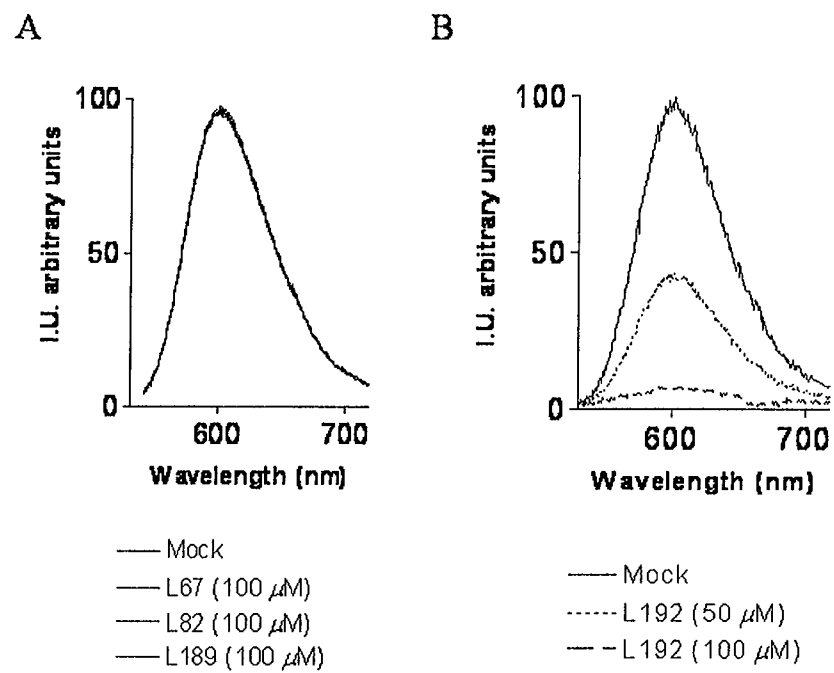 A
100
50
0
I.U. arbitrary units
600 700
Wavelength (nm)
Mock
L67 (100 μM)
L82 (100 μM)
L189 (100 μM)
B
100
50
0
I.U. arbitrary units
600 700
Wavelength (nm)
Mock
L192 (50 μM)
L192 (100 μM)